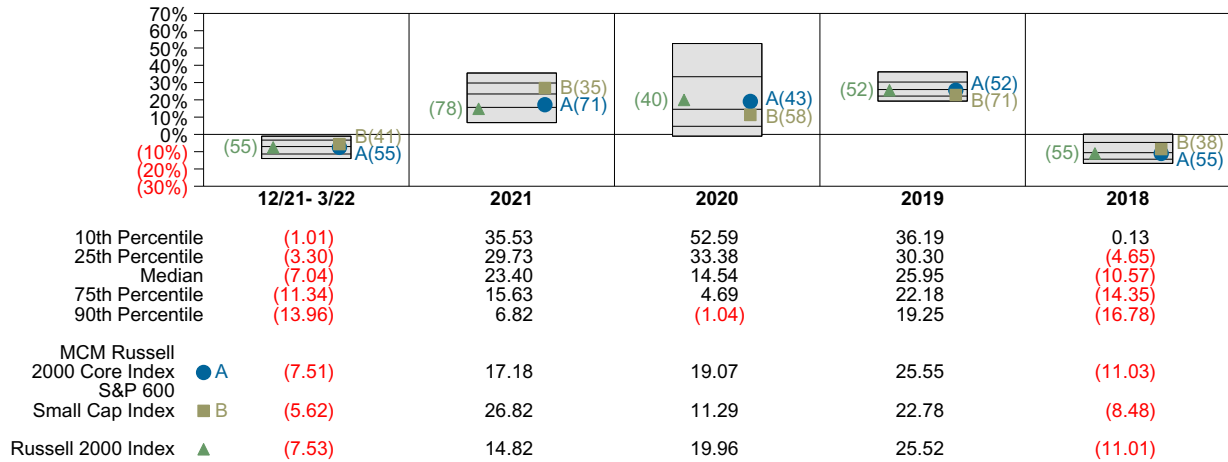 70%
60%
50%
40%
30%
20%
10%
0%
(10%)
(20%)
(30%)
(55) B(41) A(55)
(78) B(35) A(71)
(40) A(43) B(58)
(52) A(52) B(71)
(55) B(38) A(55)
12/21- 3/22 2021 2020 2019 2018
10th Percentile (1.01) 35.53 52.59 36.19 0.13
25th Percentile (3.30) 29.73 33.38 30.30 (4.65)
Median (7.04) 23.40 14.54 25.95 (10.57)
75th Percentile (11.34) 15.63 4.69 22.18 (14.35)
90th Percentile (13.96) 6.82 (1.04) 19.25 (16.78)
MCM Russell
2000 Core Index A (7.51) 17.18 19.07 25.55 (11.03)
S&P 600
Small Cap Index B (5.62) 26.82 11.29 22.78 (8.48)
Russell 2000 Index (7.53) 14.82 19.96 25.52 (11.01)